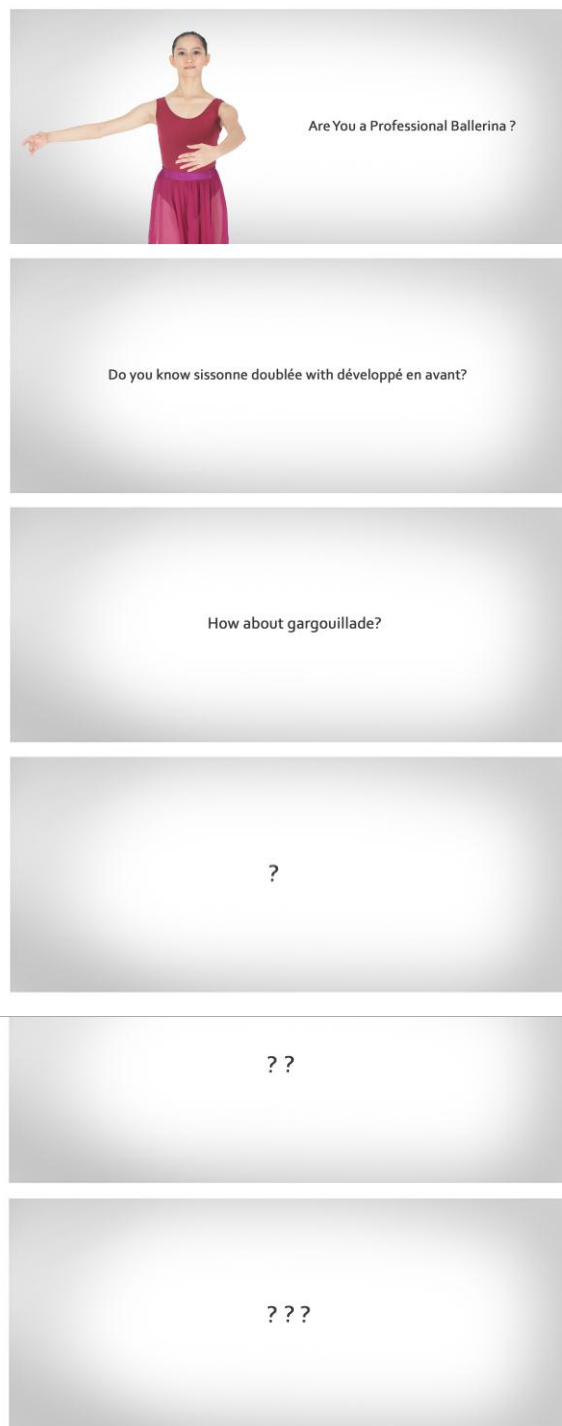 Are You a Professional Ballerina ?
Do you know sissonne doublée with développé en avant?
How about gargouillade?
?
? ?
? ? ?